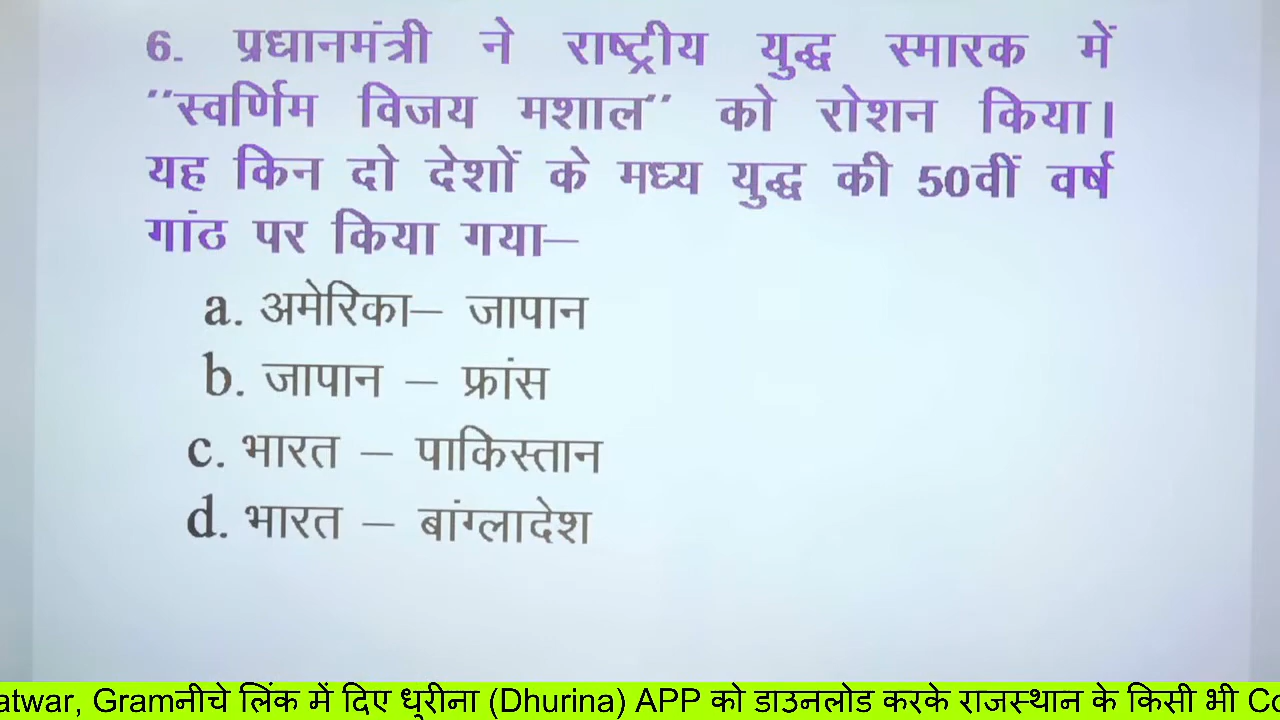 6. प्रधानमंत्री ने राष्ट्रीय युद्ध स्मारक में
"स्वर्णिम विजय मशाल" को रोशन किया।
यह किन दो देशों के मध्य युद्ध की 50वीं वर्ष
गांठ पर किया गया–
a. अमेरिका– जापान
b. जापान – फ्रांस
c. भारत – पाकिस्तान
d. भारत – बांग्लादेश
atwar, Gramनीचे लिंक में दिए धुरीना (Dhurina) APP को डाउनलोड करके राजस्थान के किसी भी Co